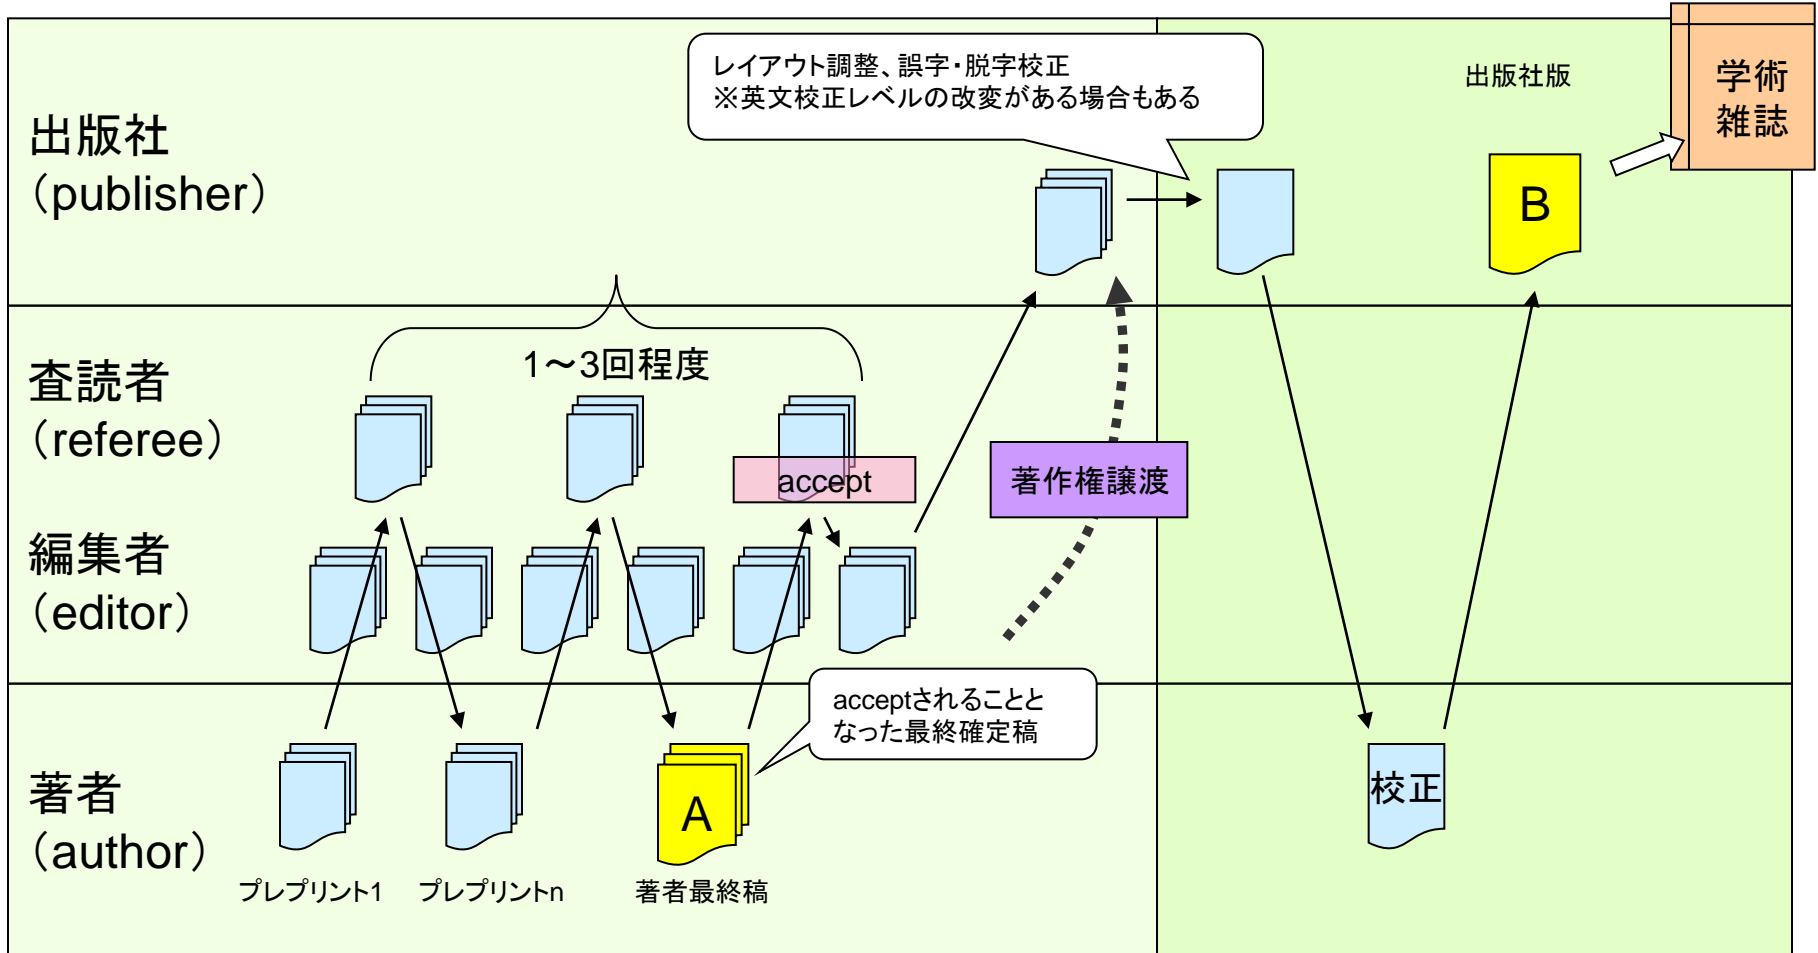 レイアウト調整、誤字・脱字校正
※英文校正レベルの改変がある場合もある
出版社版
学術
雑誌
出版社
（publisher）
B
1～3回程度
査読者
（referee）
accept
著作権譲渡
編集者
（editor）
acceptされることと
なった最終確定稿
著者
（author）
A
校正
プレプリント1
プレプリントn
著者最終稿